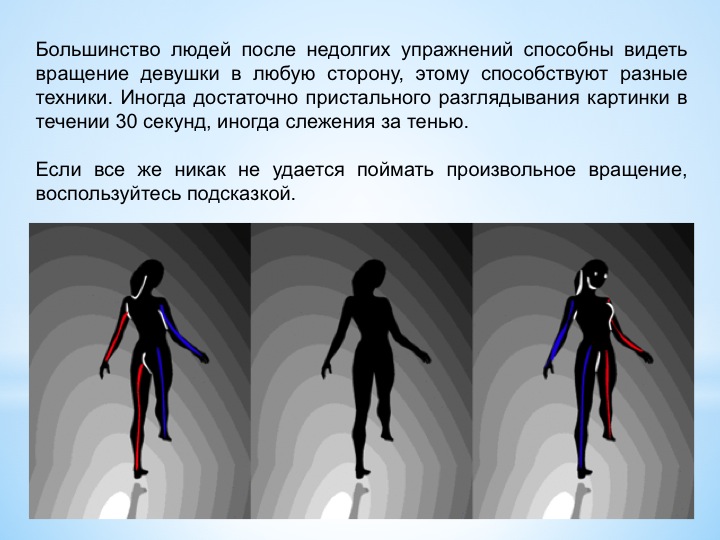 Большинство людей после недолгих упражнений способны видеть
вращение девушки в любую сторону, этому способствуют разные
техники. Иногда достаточно пристального разглядывания картинки в
течении 30 секунд, иногда слежения за тенью.
Если все же никак не удается поймать произвольное вращение,
воспользуйтесь подсказкой.